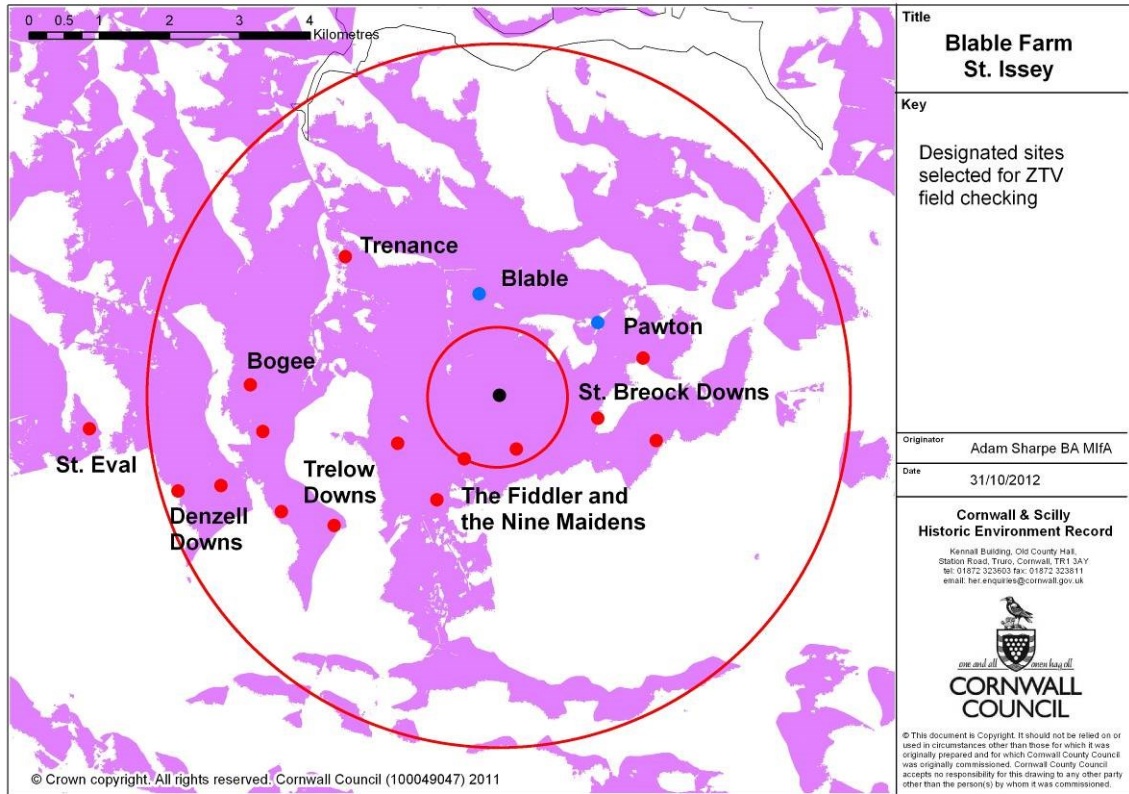 0 0.5 1 2 3 4
Kilometres
Trenance
Blable
Pawton
Bogee
St. Breock Downs
St. Eval
Trelow
Downs
The Fiddler and
the Nine Maidens
Denzell
Downs
© Crown copyright. All rights reserved. Cornwall Council (100049047) 2011
Title
Blable Farm
St. Issey
Key
Designated sites
selected for ZTV
field checking
Originator
Adam Sharpe BA MIfA
Date
31/10/2012
Cornwall & Scilly
Historic Environment Record
Kennall Building, Old County Hall,
Station Road, Truro, Cornwall, TR1 3AY
tel: 01872 323603 fax: 01872 323811
email: her.enquiries@cornwall.gov.uk
one and all onen hag oll
CORNWALL
COUNCIL
© This document is Copyright. It should not be relied on or
used in circumstances other than those for which it was
originally prepared and for which Cornwall County Council
was originally commissioned. Cornwall County Council
accepts no responsibility for this drawing to any other party
other than the person(s) by whom it was commissioned.